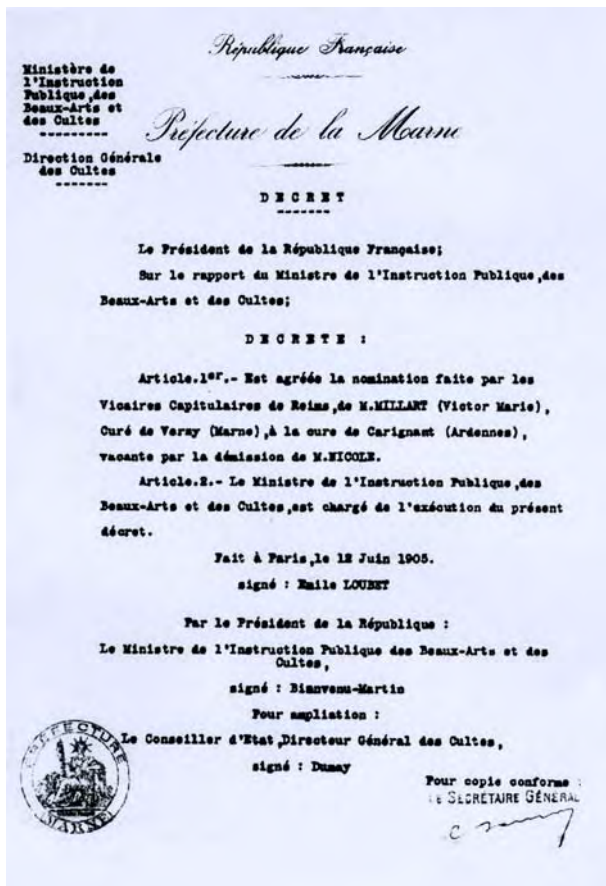 République Française
Ministère de
l'Instruction
Publique,des
Beaux-Arts et
des Cultes
---------
Préfecture de la Marne
Direction Générale
des Cultes
-------
DECRET
-------
Le Président de la République Française;
Sur le rapport du Ministre de l'Instruction Publique,des
Beaux-Arts et des Cultes;
DECRETE :
Article.1er.- Est agréée la nomination faite par les
Vicaires Capitulaires de Reims,de M.MILLART (Victor Marie),
Curé de Verzy (Marne),à la cure de Carignant (Ardennes),
vacante par la démission de M.NICOLE.
Article.2.- Le Ministre de l'Instruction Publique,des
Beaux-Arts et des Cultes,est chargé de l'exécution du présent
décret.
Fait à Paris,le 12 Juin 1905.
signé : Emile LOUBET
Par le Président de la République :
Le Ministre de l'Instruction Publique des Beaux-Arts et des
Cultes,
signé : Bianvenu-Martin
Pour ampliation :
Le Conseiller d'Etat,Directeur Général des Cultes,
signé : Dumay
PREFECTURE
MARNE
Pour copie conforme :
LE SECRÉTAIRE GÉNÉRAL